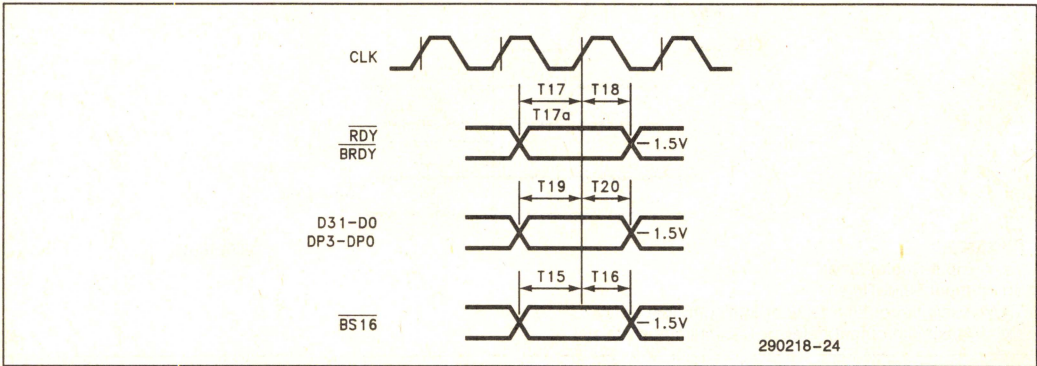 CLK
T17 T18
T17a
RDY
BRDY
-1.5V
T19 T20
D31-D0
DP3-DP0
-1.5V
T15 T16
BS16
-1.5V
290218-24